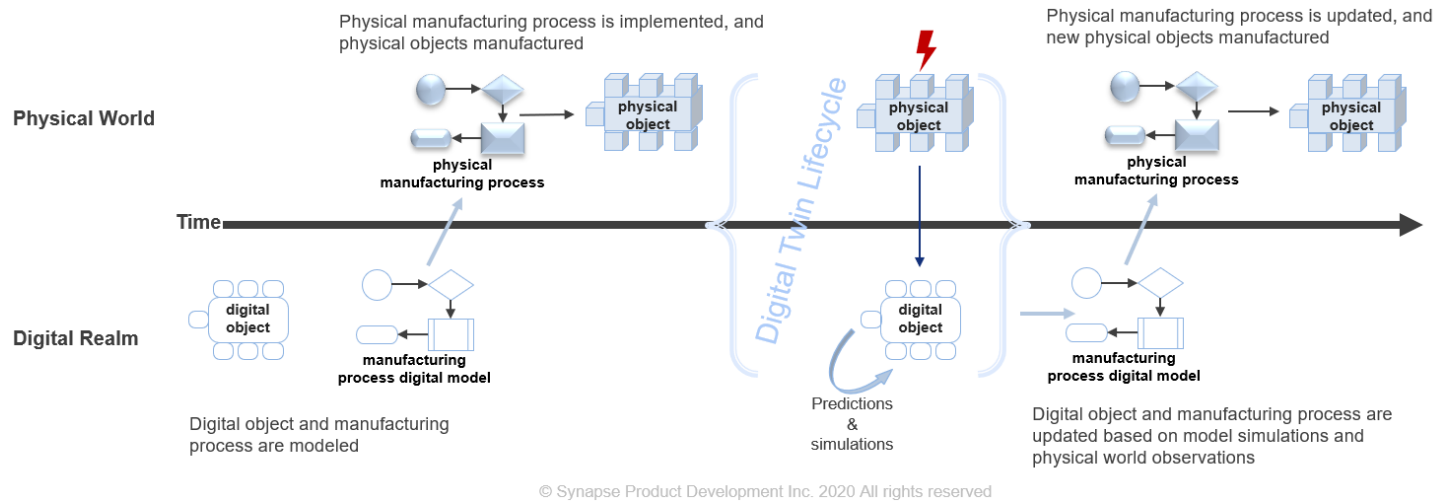 Physical manufacturing process is implemented, and
physical objects manufactured
Physical manufacturing process is updated, and
new physical objects manufactured
Physical World
physical
object
physical
manufacturing process
Digital Twin Lifecycle
physical
object
physical
manufacturing process
physical
object
Time
Digital Realm
digital
object
manufacturing
process digital model
digital
object
Predictions
&
simulations
manufacturing
process digital model
Digital object and manufacturing
process are modeled
Digital object and manufacturing process are
updated based on model simulations and
physical world observations
© Synapse Product Development Inc. 2020 All rights reserved